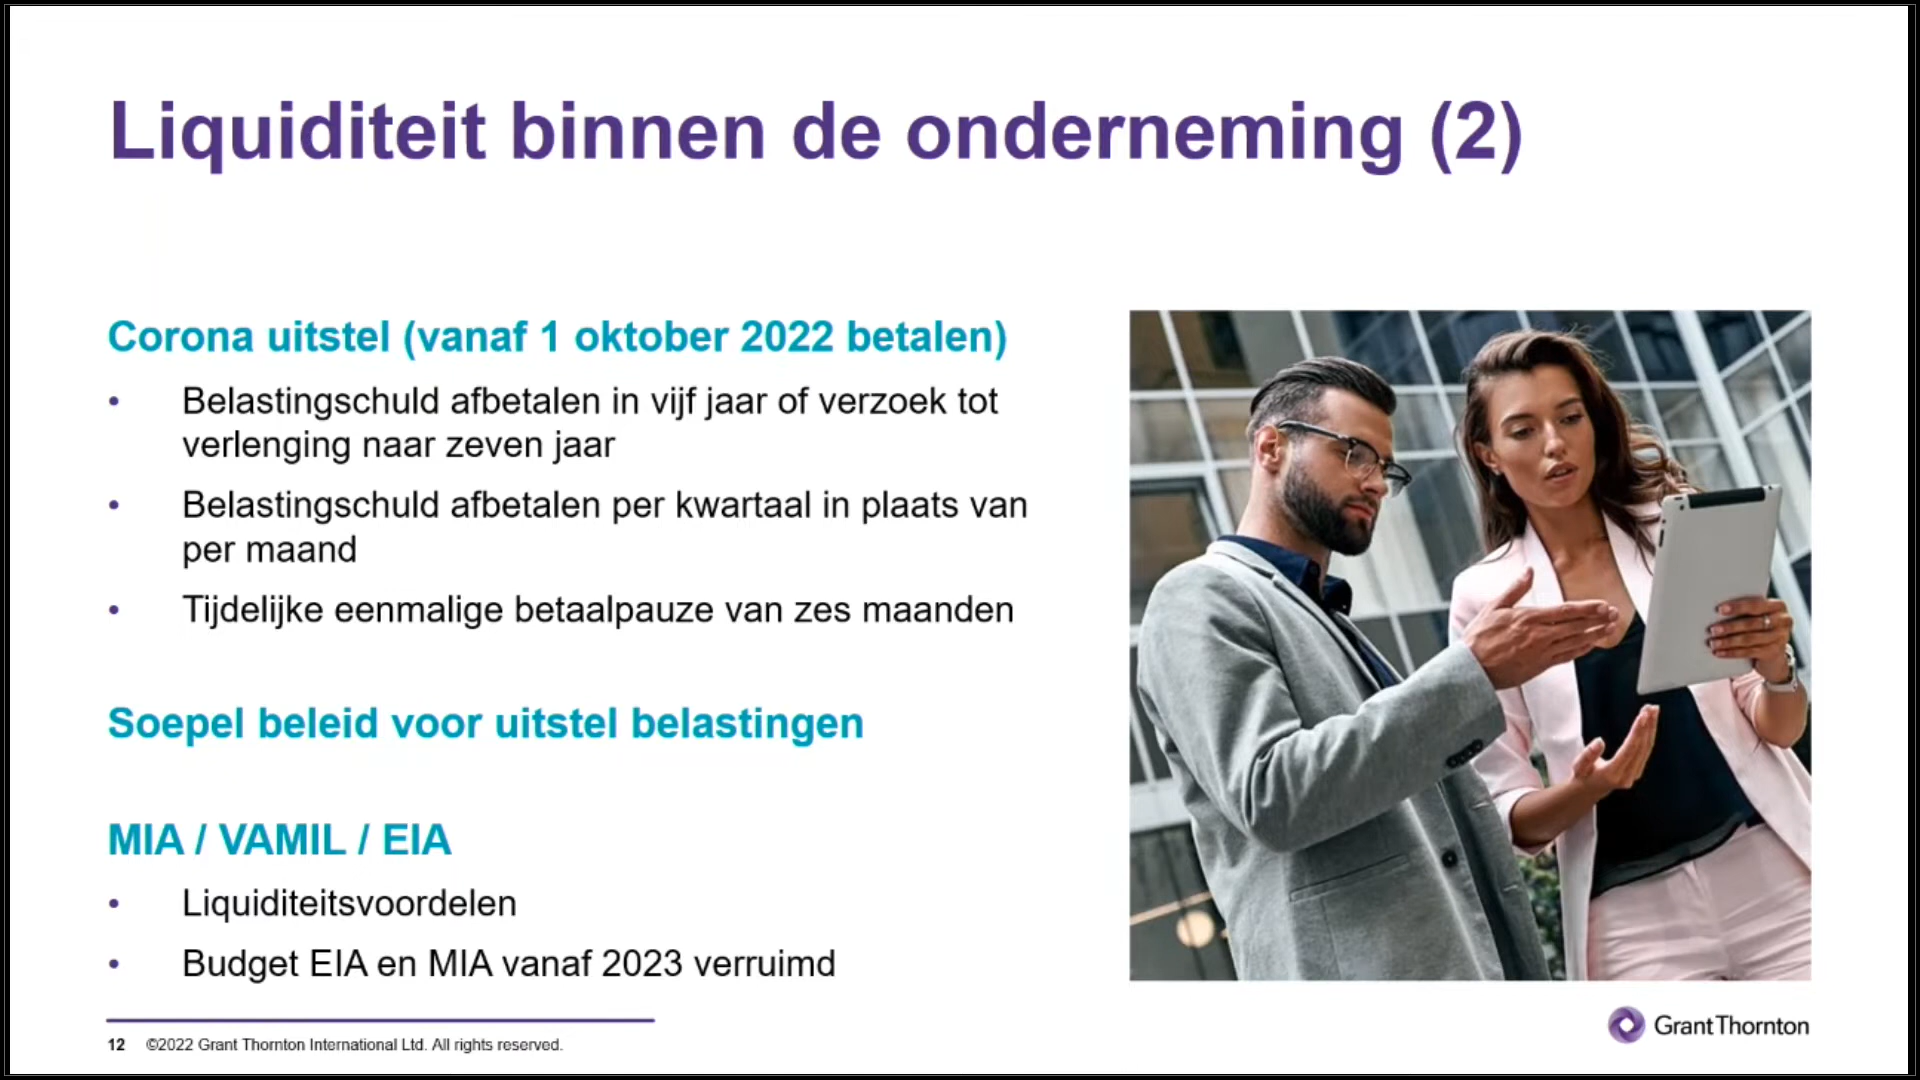 Liquiditeit binnen de onderneming (2)
Corona uitstel (vanaf 1 oktober 2022 betalen)
• Belastingschuld afbetalen in vijf jaar of verzoek tot
verlenging naar zeven jaar
• Belastingschuld afbetalen per kwartaal in plaats van
per maand
• Tijdelijke eenmalige betaalpauze van zes maanden
Soepel beleid voor uitstel belastingen
MIA / VAMIL / EIA
• Liquiditeitsvoordelen
• Budget EIA en MIA vanaf 2023 verruimd
12 ©2022 Grant Thornton International Ltd. All rights reserved.
Grant Thornton